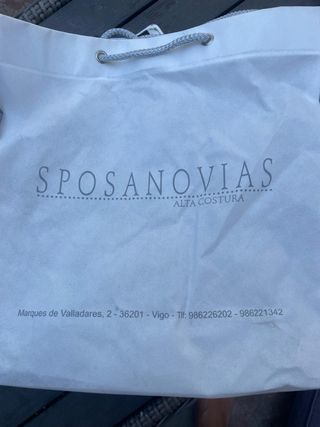 SPOSANOVIAS
ALTA COSTURA
Marques de Valladares, 2 - 36201 - Vigo - Tlf: 986226202 - 986221342